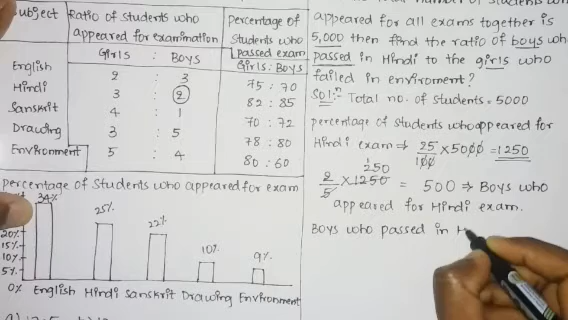 Subject Ratio of students who appeared for examination percentage of Students who passed exam
Girls : Boys Girls : Boys
English 2 : 3 75 : 70
Hindi 3 : 2 82 : 85
Sanskrit 4 : 1 70 : 72
Drawing 3 : 5 78 : 80
Environment 5 : 4 80 : 60
percentage of Students who appeared for exam
34% 25% 22% 10% 9%
20%
15%
10%
5%
0% English Hindi Sanskrit Drawing Environment
appeared for all exams together is
5,000 then find the ratio of boys wh
passed in Hindi to the girls who
failed in enviroment?
Sol:- Total no. of students = 5000
percentage of students who appeared for
Hindi exam ⇒ 25/100 × 5000 = 1250
2/5 × 1250 = 500 ⇒ Boys who
250
appeared for Hindi exam.
Boys who passed in H